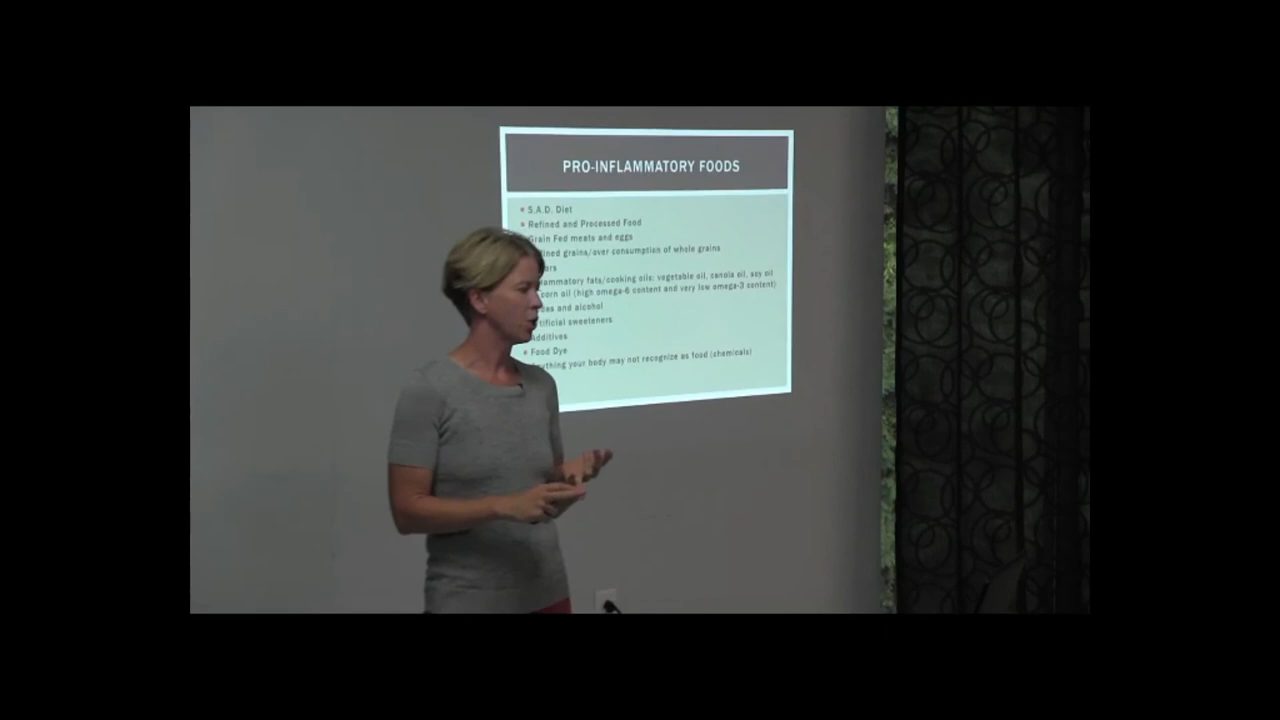 PRO-INFLAMMATORY FOODS
S.A.D. Diet
Refined and Processed Food
Grain Fed meats and eggs
grains/over consumption of whole grains
fats/cooking oils: vegetable oil, canola oil, soy oil
corn oil (high omega-6 content and very low omega-3 content)
and alcohol
sweeteners
Additives
Food Dye
your body may not recognize as food (chemicals)